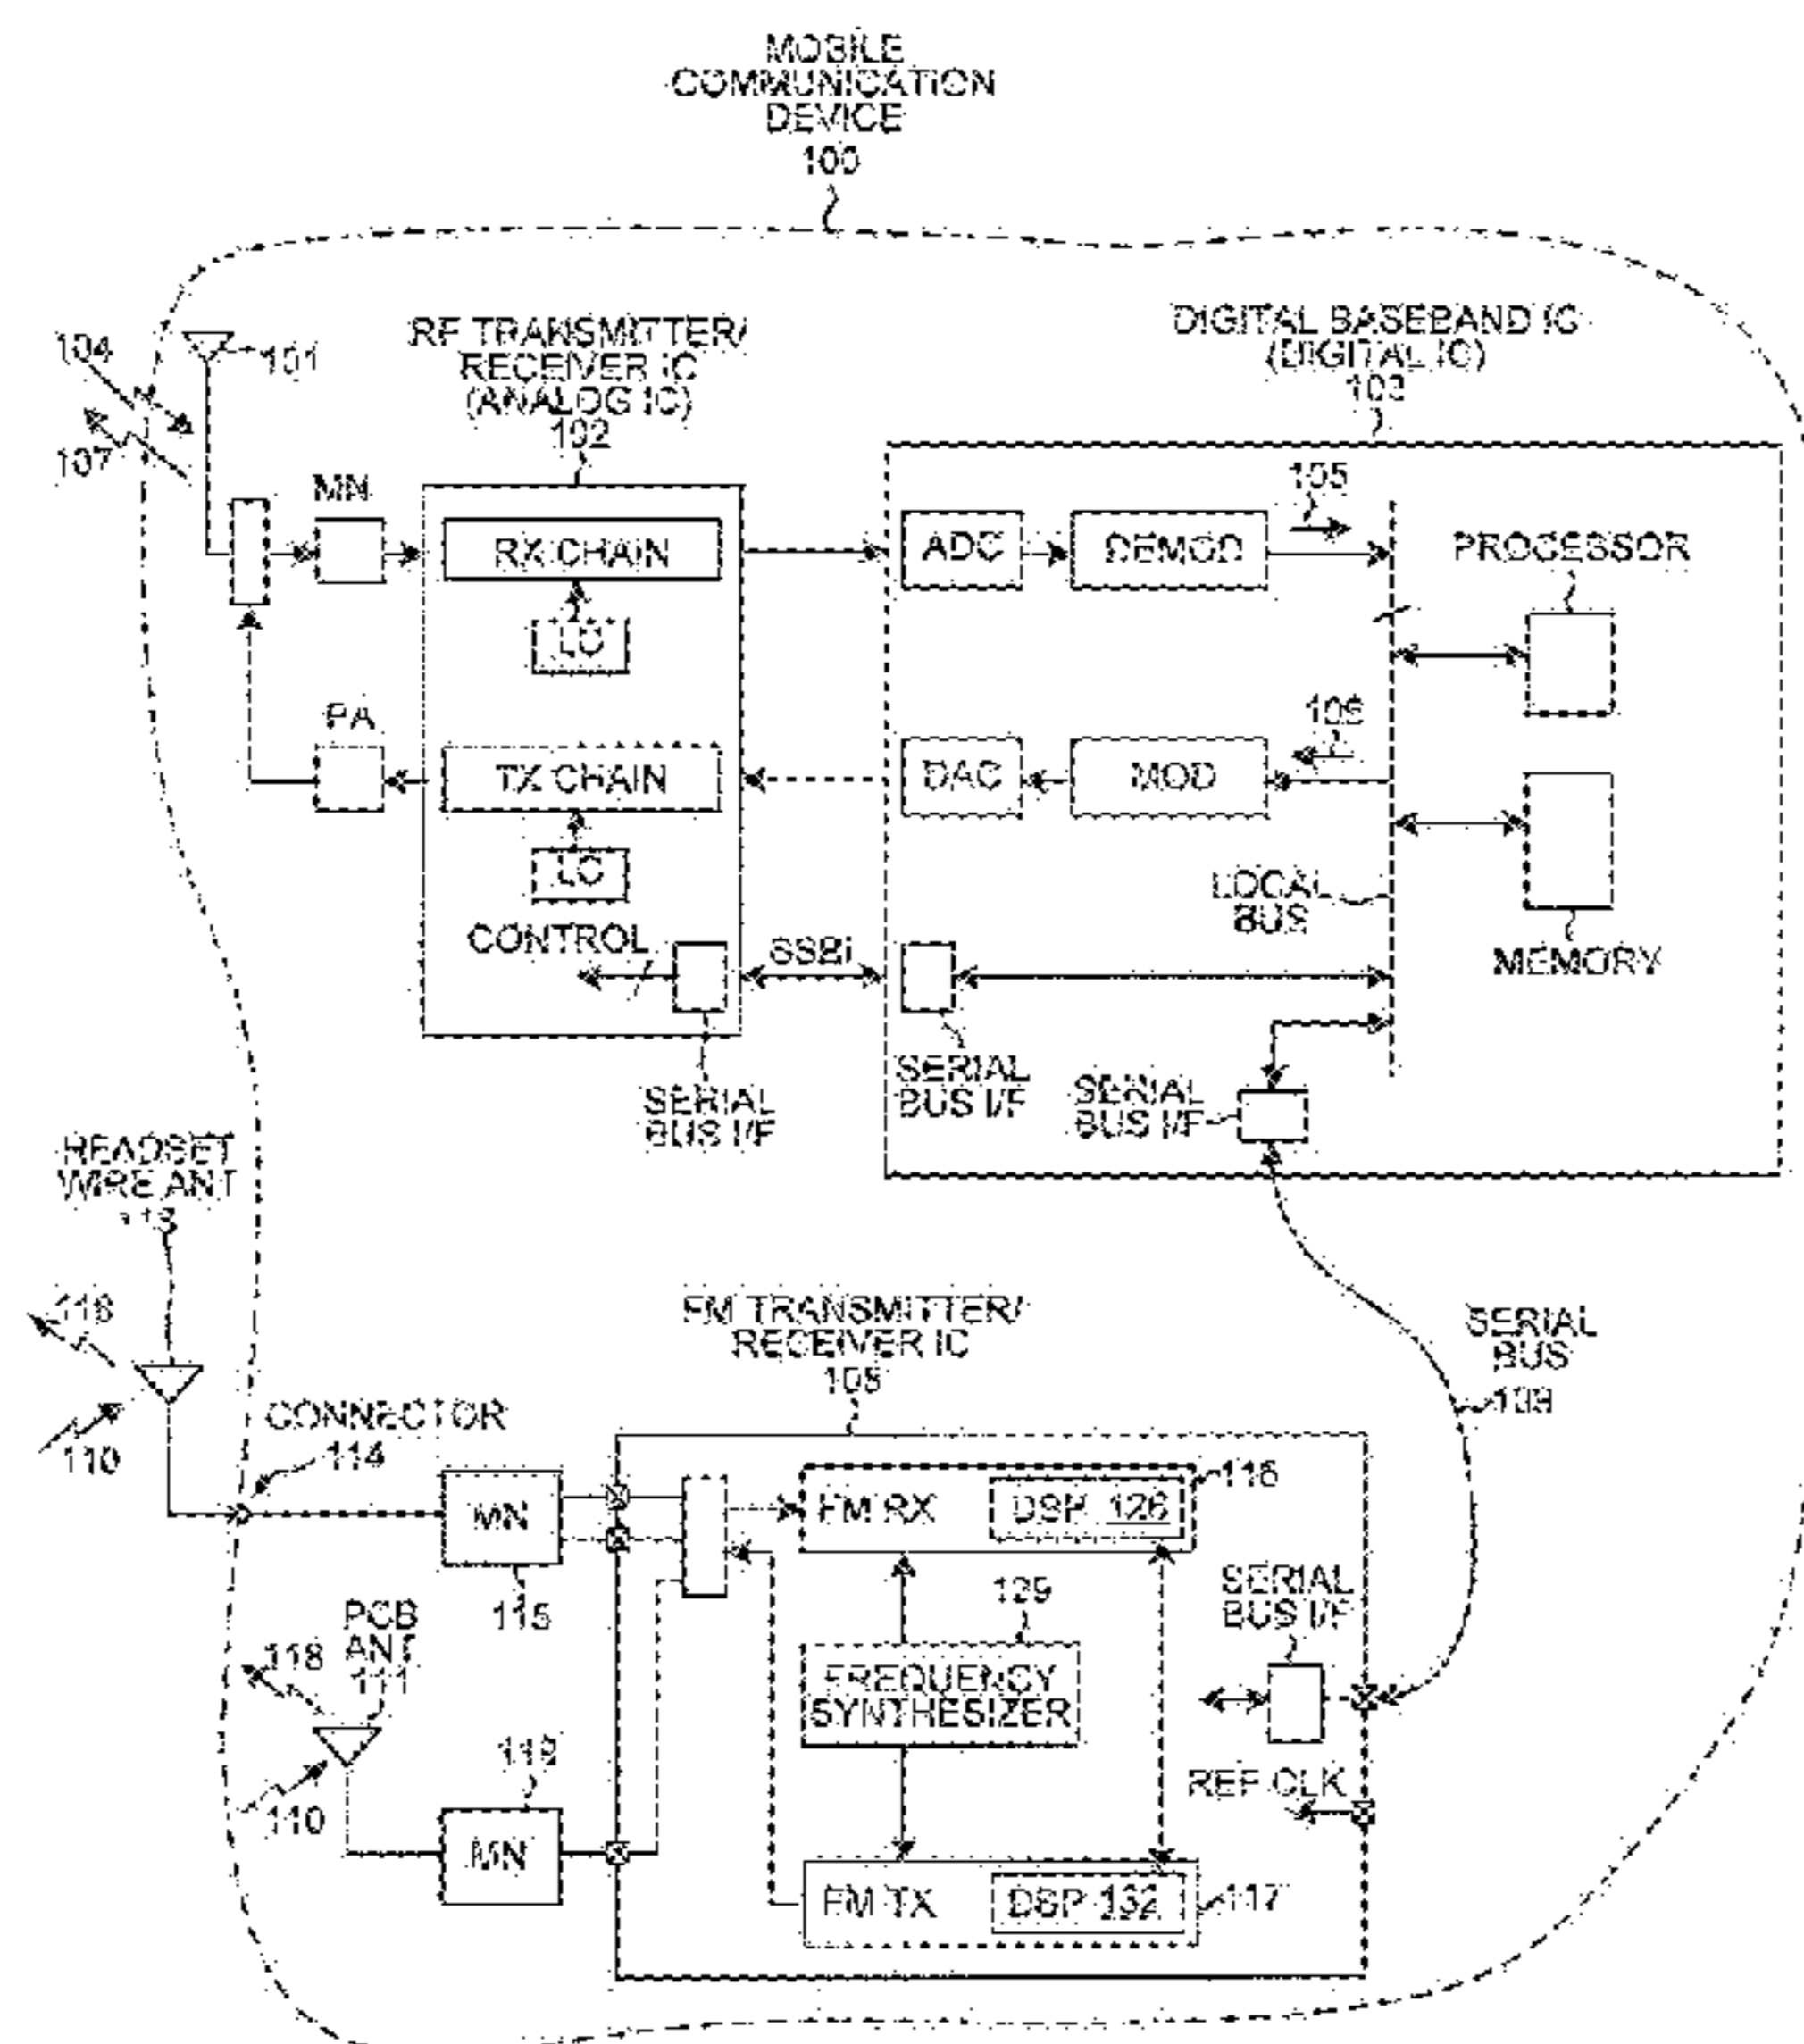 MOBILE
COMMUNICATION
DEVICE
100
104
101
107
RF TRANSMITTER/
RECEIVER IC
(ANALOG IC)
102
DIGITAL BASEBAND IC
(DIGITAL IC)
103
MN
RX CHAIN
LO
PA
TX CHAIN
LO
CONTROL
SSBI
SERIAL
BUS I/F
ADC
DEMOD
105
PROCESSOR
DAC
MOD
106
LOCAL
BUS
MEMORY
SERIAL
BUS I/F
SERIAL
BUS I/F
HEADSET
WIRE ANT
110
CONNECTOR
114
MN
115
PCB
ANT
111
118
110
MN
FM TRANSMITTER/
RECEIVER IC
FM RX
DSP 126
116
129
FREQUENCY
SYNTHESIZER
FM TX
DSP 132
117
SERIAL
BUS I/F
REF CLK
SERIAL
BUS